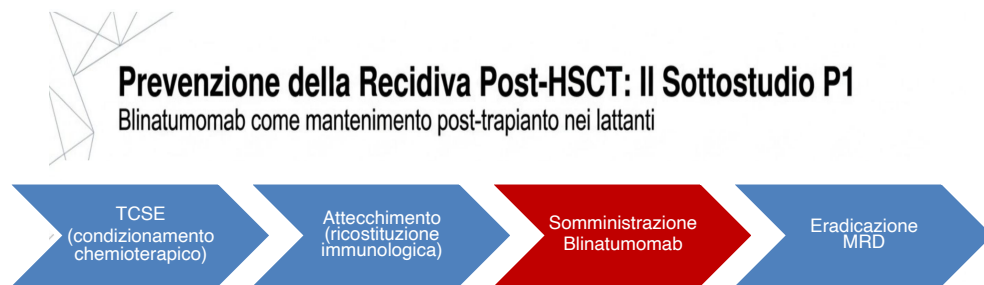 Prevenzione della Recidiva Post-HSCT: Il Sottostudio P1
Blinatumomab come mantenimento post-trapianto nei lattanti
TCSE
(condizionamento
chemioterapico)
Attecchimento
(ricostituzione
immunologica)
Somministrazione
Blinatumomab
Eradicazione
MRD